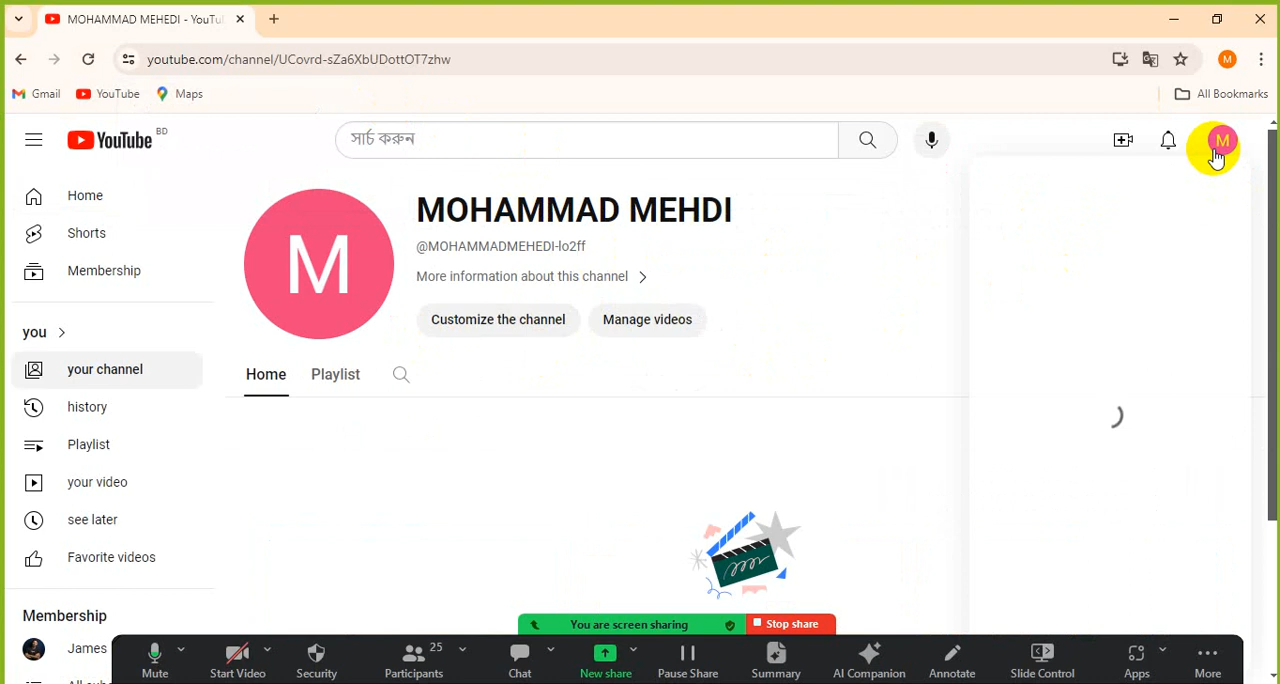 MOHAMMAD MEHEDI - YouTu
youtube.com/channel/UCovrd-sZa6XbUDottOT7zhw
M
Gmail YouTube Maps All Bookmarks
YouTube BD
সার্চ করুন
M
Home
Shorts
Membership
you
your channel
history
Playlist
your video
see later
Favorite videos
Membership
James
M
MOHAMMAD MEHDI
@MOHAMMADMEHEDI-lo2ff
More information about this channel
Customize the channel Manage videos
Home Playlist
You are screen sharing Stop share
Mute Start Video Security Participants 25 Chat New share Pause Share Summary AI Companion Annotate Slide Control Apps More